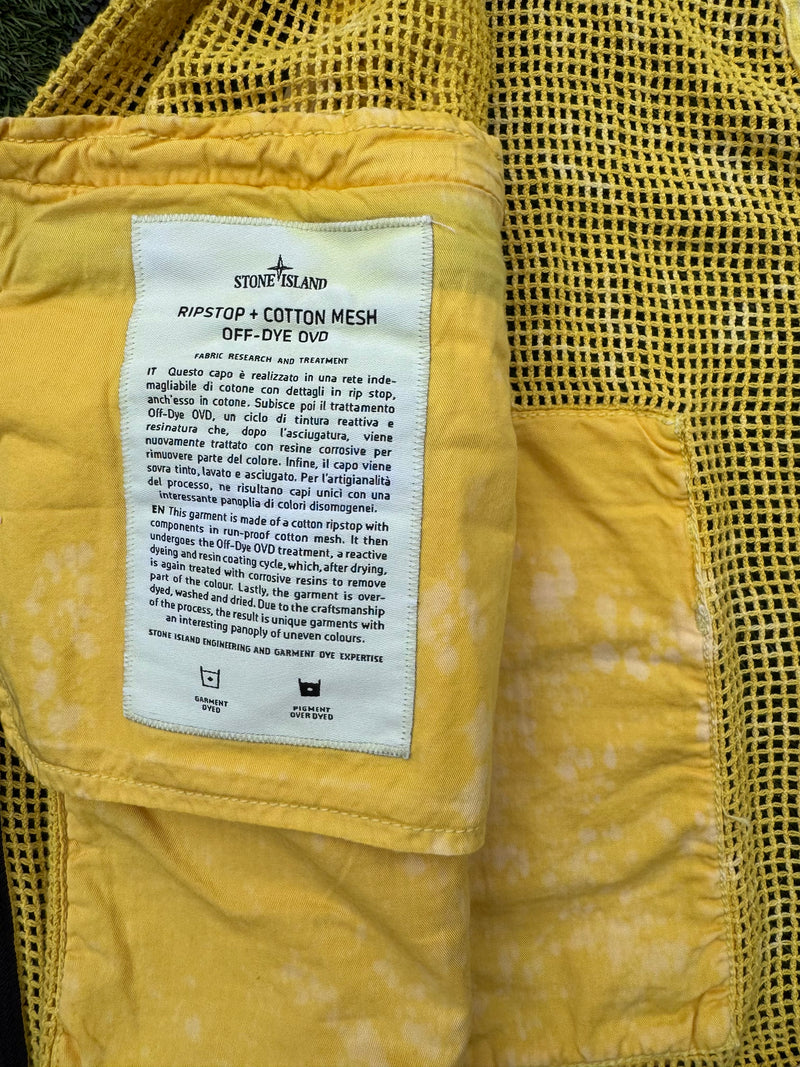 STONE ISLAND
RIPSTOP + COTTON MESH
OFF-DYE OVD
FABRIC RESEARCH AND TREATMENT
IT Questo capo è realizzato in una rete inde-
magliabile di cotone con dettagli in rip stop,
anch'esso in cotone. Subisce poi il trattamento
Off-Dye OVD, un ciclo di tintura reattiva e
resinatura che, dopo l'asciugatura, viene
nuovamente trattato con resine corrosive per
rimuovere parte del colore. Infine, il capo viene
sovra tinto, lavato e asciugato. Per l'artigianalità
del processo, ne risultano capi unici con una
interessante panoplia di colori disomogenei.
EN This garment is made of a cotton ripstop with
components in run-proof cotton mesh. It then
undergoes the Off-Dye OVD treatment, a reactive
dyeing and resin coating cycle, which, after drying,
is again treated with corrosive resins to remove
part of the colour. Lastly, the garment is over-
dyed, washed and dried. Due to the craftsmanship
of the process, the result is unique garments with
an interesting panoply of uneven colours.
STONE ISLAND ENGINEERING AND GARMENT DYE EXPERTISE
GARMENT DYED
PIGMENT OVERDYED